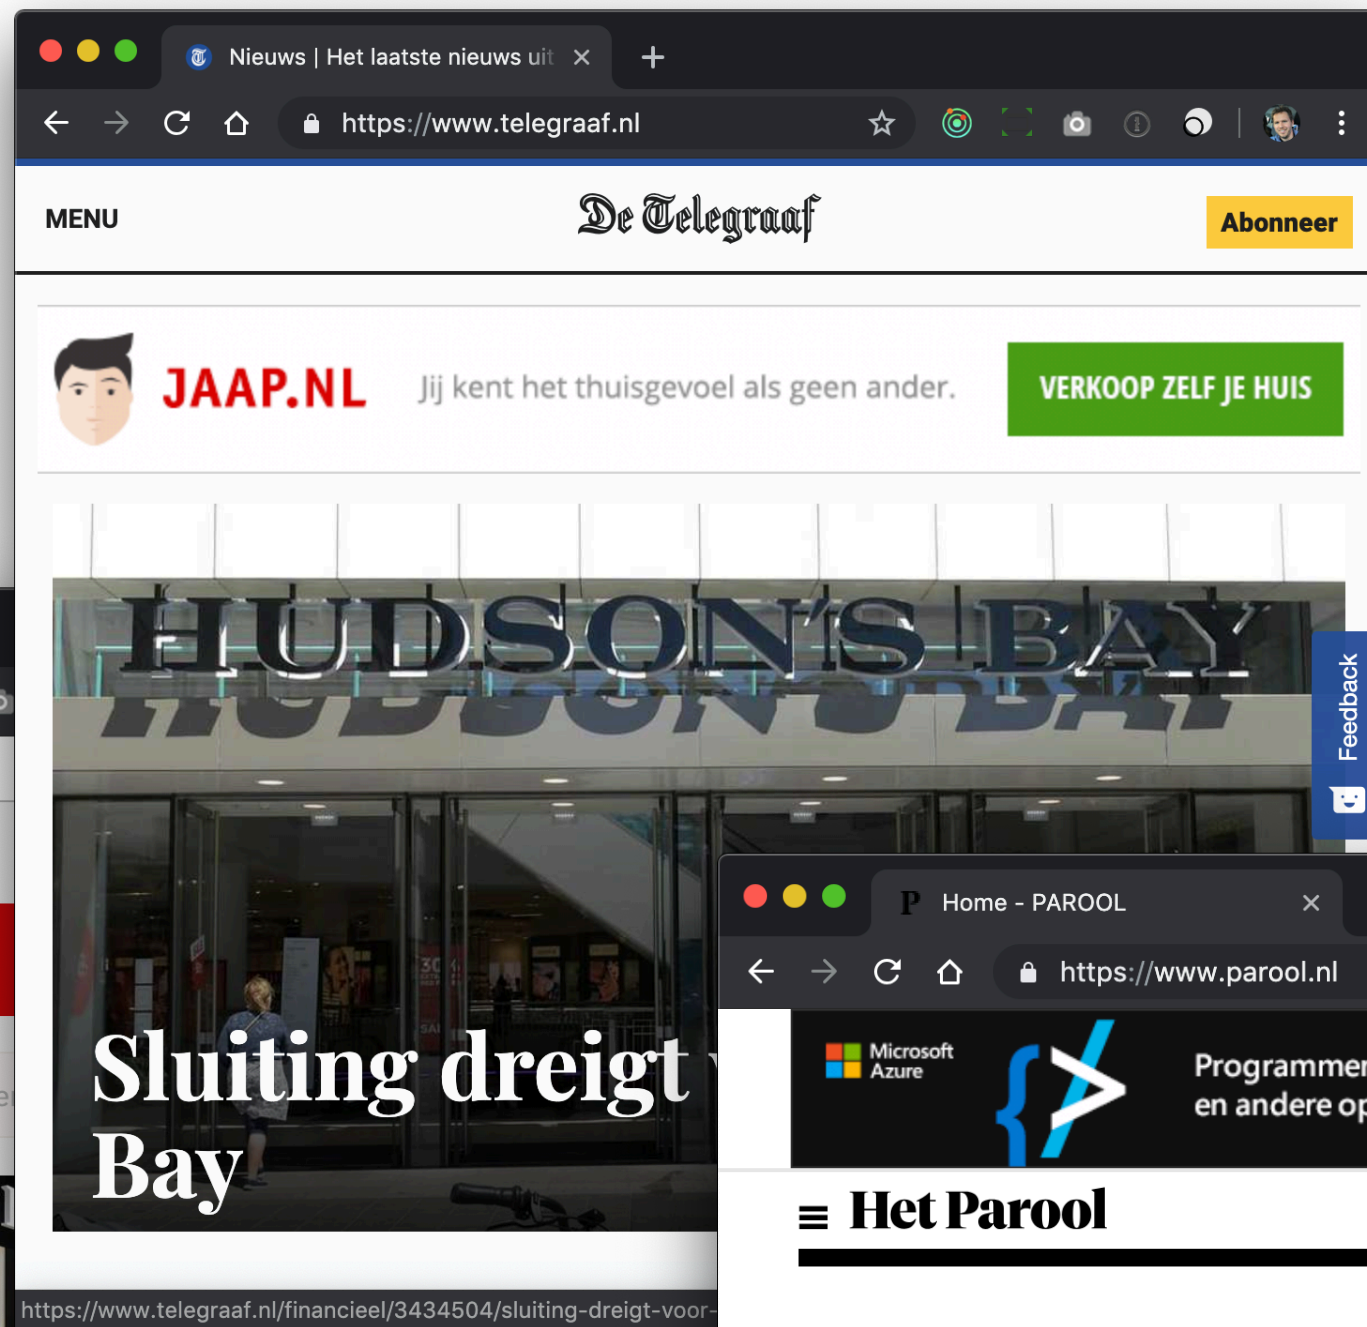 Nieuws | Het laatste nieuws uit
https://www.telegraaf.nl
MENU
De Telegraaf
Abonneer
JAAP.NL
Jij kent het thuisgevoel als geen ander.
VERKOOP ZELF JE HUIS
HUDSON'S BAY
Feedback
30%
Sluiting dreigt
Bay
https://www.telegraaf.nl/financieel/3434504/sluiting-dreigt-voor-
Home - PAROOL
https://www.parool.nl
Microsoft
Azure
Programmer
en andere op
Het Parool